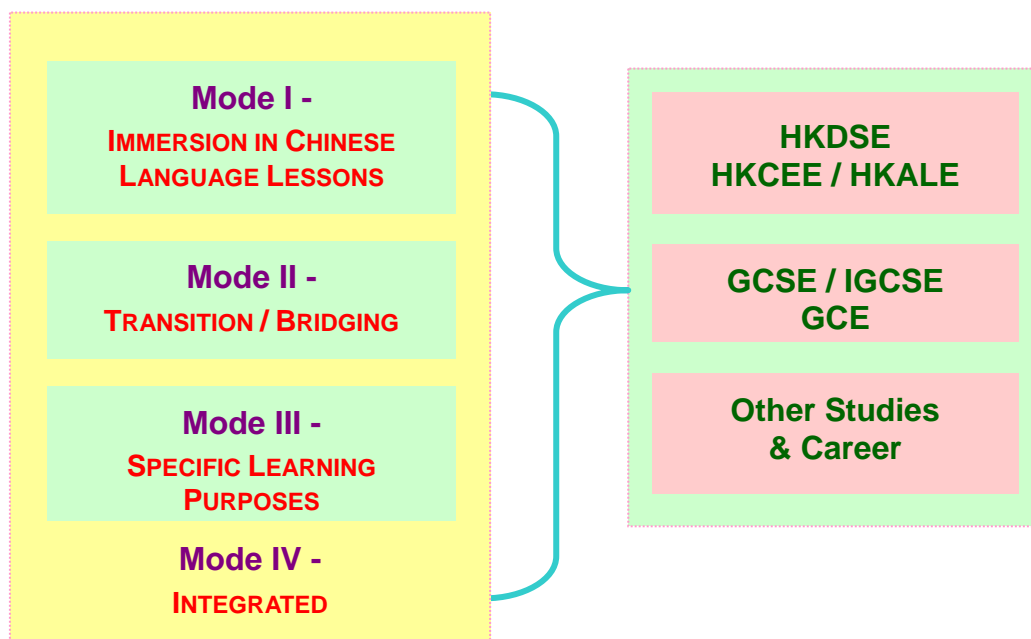 Mode I -
IMMERSION IN CHINESE
LANGUAGE LESSONS
Mode II -
TRANSITION / BRIDGING
Mode III -
SPECIFIC LEARNING
PURPOSES
Mode IV -
INTEGRATED
HKDSE
HKCEE / HKALE
GCSE / IGCSE
GCE
Other Studies
& Career